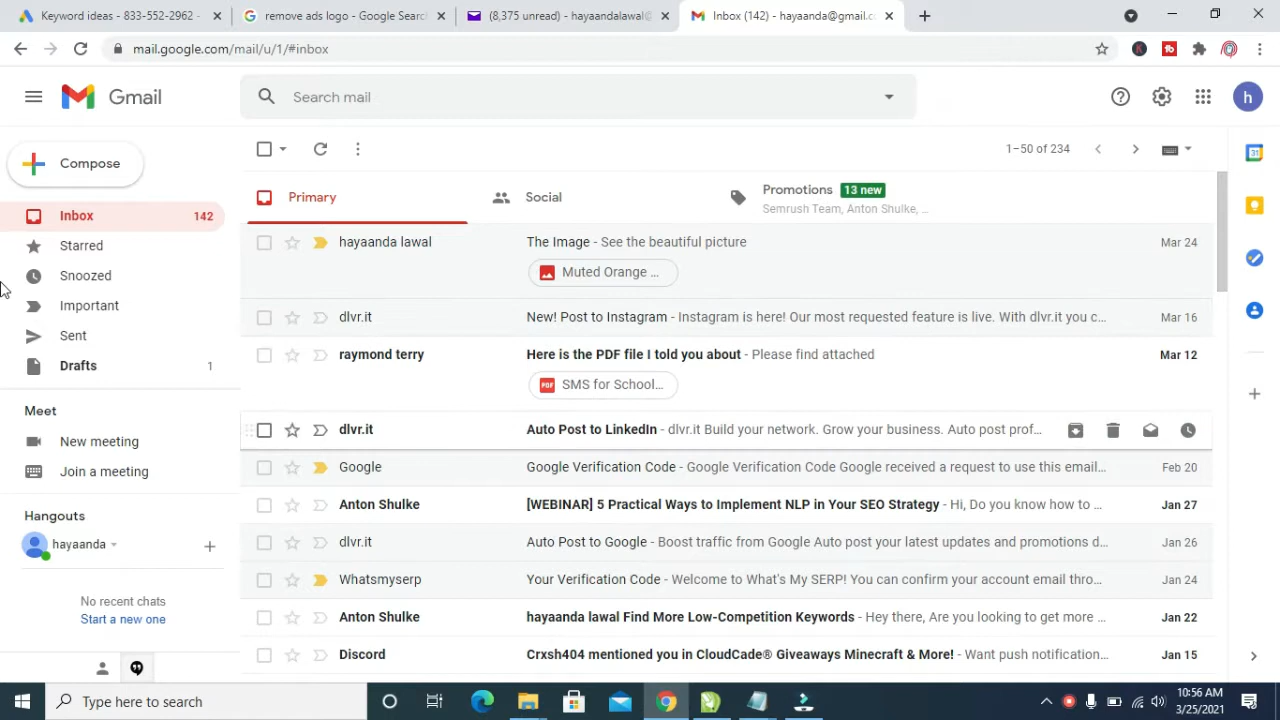 Keyword ideas - 833-552-2962 - 
remove ads logo - Google Searc
(8,375 unread) - hayaandalawal@
Inbox (142) - hayaanda@gmail.c
mail.google.com/mail/u/1/#inbox
Gmail
Search mail
Compose
1–50 of 234
Primary
Social
Promotions 13 new
Semrush Team, Anton Shulke, ...
Inbox 142
Starred
Snoozed
Important
Sent
Drafts 1
Meet
New meeting
Join a meeting
Hangouts
hayaanda
No recent chats
Start a new one
hayaanda lawal The Image - See the beautiful picture Mar 24
Muted Orange ...
dlvr.it New! Post to Instagram - Instagram is here! Our most requested feature is live. With dlvr.it you c... Mar 16
raymond terry Here is the PDF file I told you about - Please find attached Mar 12
PDF SMS for School...
dlvr.it Auto Post to LinkedIn - dlvr.it Build your network. Grow your business. Auto post prof...
Google Google Verification Code - Google Verification Code Google received a request to use this email... Feb 20
Anton Shulke [WEBINAR] 5 Practical Ways to Implement NLP in Your SEO Strategy - Hi, Do you know how to ... Jan 27
dlvr.it Auto Post to Google - Boost traffic from Google Auto post your latest updates and promotions d... Jan 26
Whatsmyserp Your Verification Code - Welcome to What's My SERP! You can confirm your account email thro... Jan 24
Anton Shulke hayaanda lawal Find More Low-Competition Keywords - Hey there, Are you looking to get more ... Jan 22
Discord Crxsh404 mentioned you in CloudCade® Giveaways Minecraft & More! - Want push notification... Jan 15
Type here to search
10:56 AM
3/25/2021